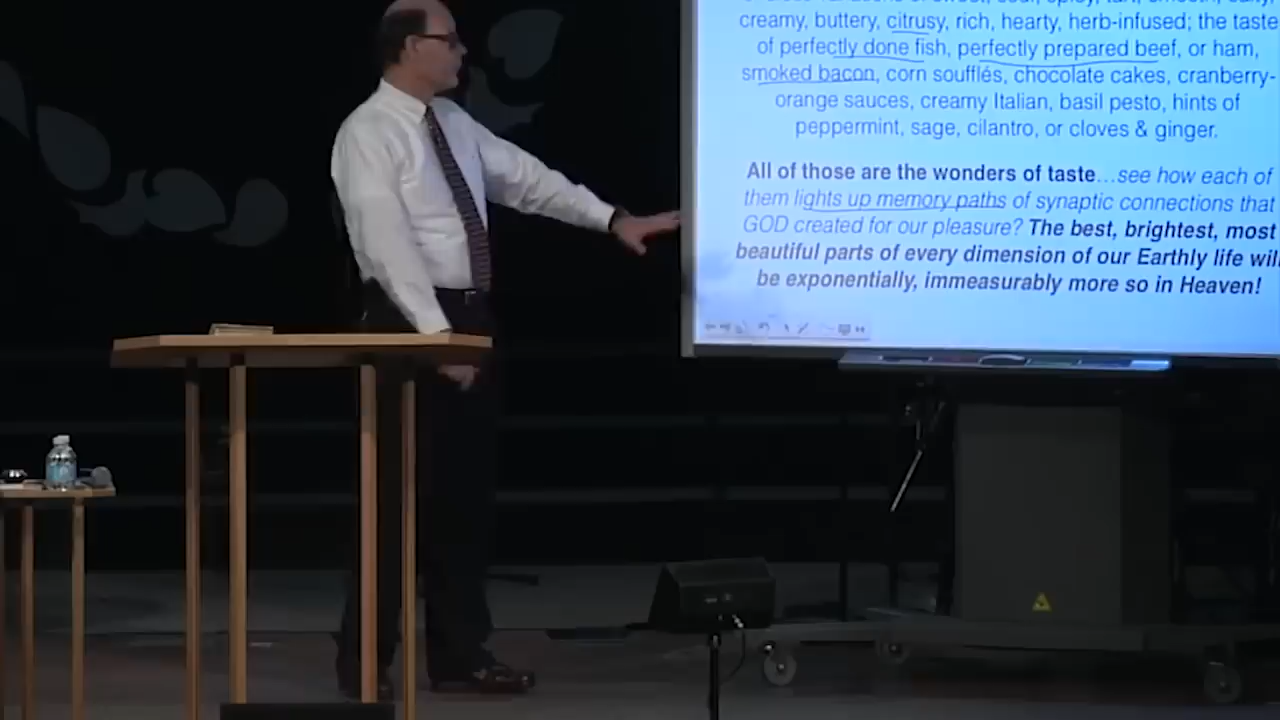 creamy, buttery, citrusy, rich, hearty, herb-infused; the taste
of perfectly done fish, perfectly prepared beef, or ham,
smoked bacon, corn soufflés, chocolate cakes, cranberry-
orange sauces, creamy Italian, basil pesto, hints of
peppermint, sage, cilantro, or cloves & ginger.
All of those are the wonders of taste...see how each of
them lights up memory paths of synaptic connections that
GOD created for our pleasure? The best, brightest, most
beautiful parts of every dimension of our Earthly life will
be exponentially, immeasurably more so in Heaven!